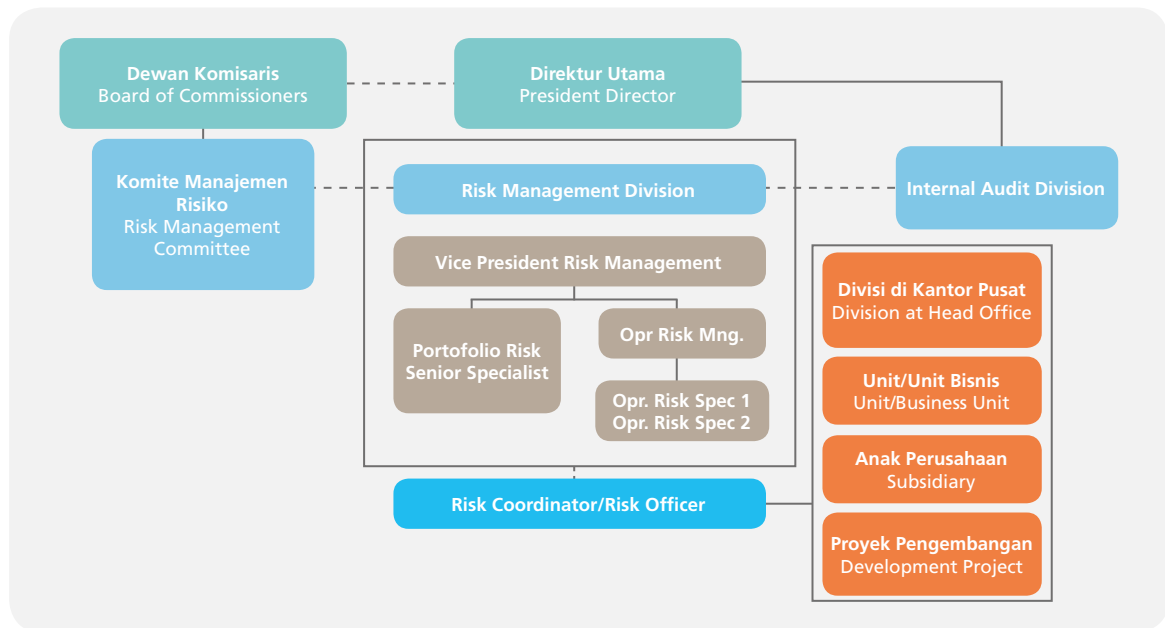 Dewan Komisaris
Board of Commissioners
Direktur Utama
President Director
Komite Manajemen
Risiko
Risk Management
Committee
Risk Management Division
Internal Audit Division
Vice President Risk Management
Portofolio Risk
Senior Specialist
Opr Risk Mng.
Opr. Risk Spec 1
Opr. Risk Spec 2
Risk Coordinator/Risk Officer
Divisi di Kantor Pusat
Division at Head Office
Unit/Unit Bisnis
Unit/Business Unit
Anak Perusahaan
Subsidiary
Proyek Pengembangan
Development Project